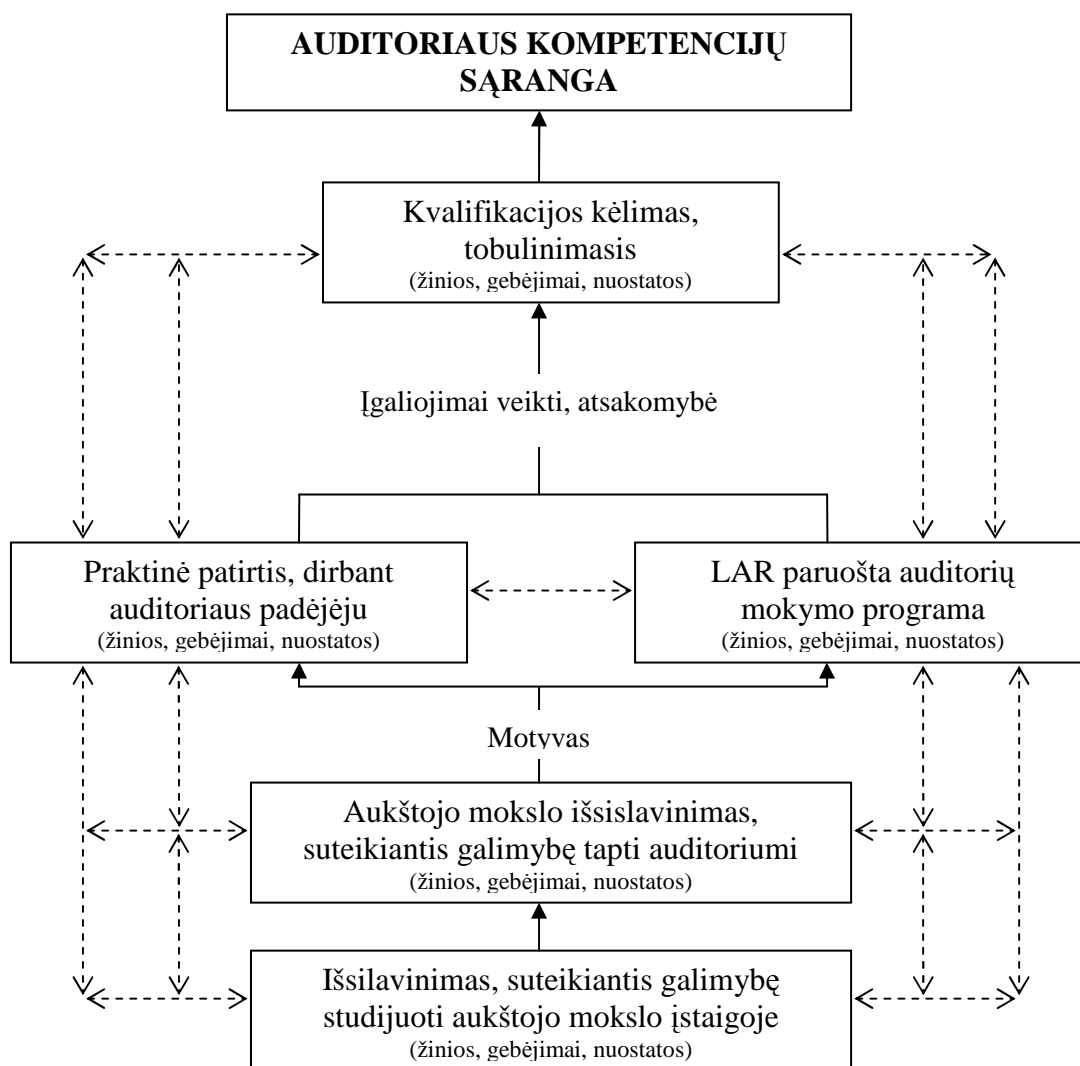 AUDITORIAUS KOMPETENCIJŲ
SĄRANGA
Kvalifikacijos kėlimas,
tobulinimasis
(žinios, gebėjimai, nuostatos)
Įgaliojimai veikti, atsakomybė
Praktinė patirtis, dirbant
auditoriaus padėjėju
(žinios, gebėjimai, nuostatos)
LAR paruošta auditorių
mokymo programa
(žinios, gebėjimai, nuostatos)
Motyvas
Aukštojo mokslo išsislavinimas,
suteikiantis galimybę tapti auditoriumi
(žinios, gebėjimai, nuostatos)
Išsilavinimas, suteikiantis galimybę
studijuoti aukštojo mokslo įstaigoje
(žinios, gebėjimai, nuostatos)